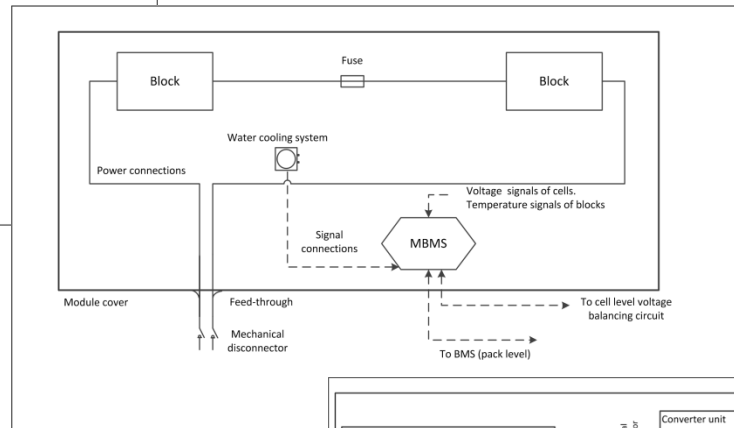 Fuse
Block
Block
Water cooling system
Power connections
Voltage signals of cells.
Temperature signals of blocks
Signal
connections
MBMS
Module cover
Feed-through
To cell level voltage
balancing circuit
Mechanical
disconnector
To BMS (pack level)
Converter unit